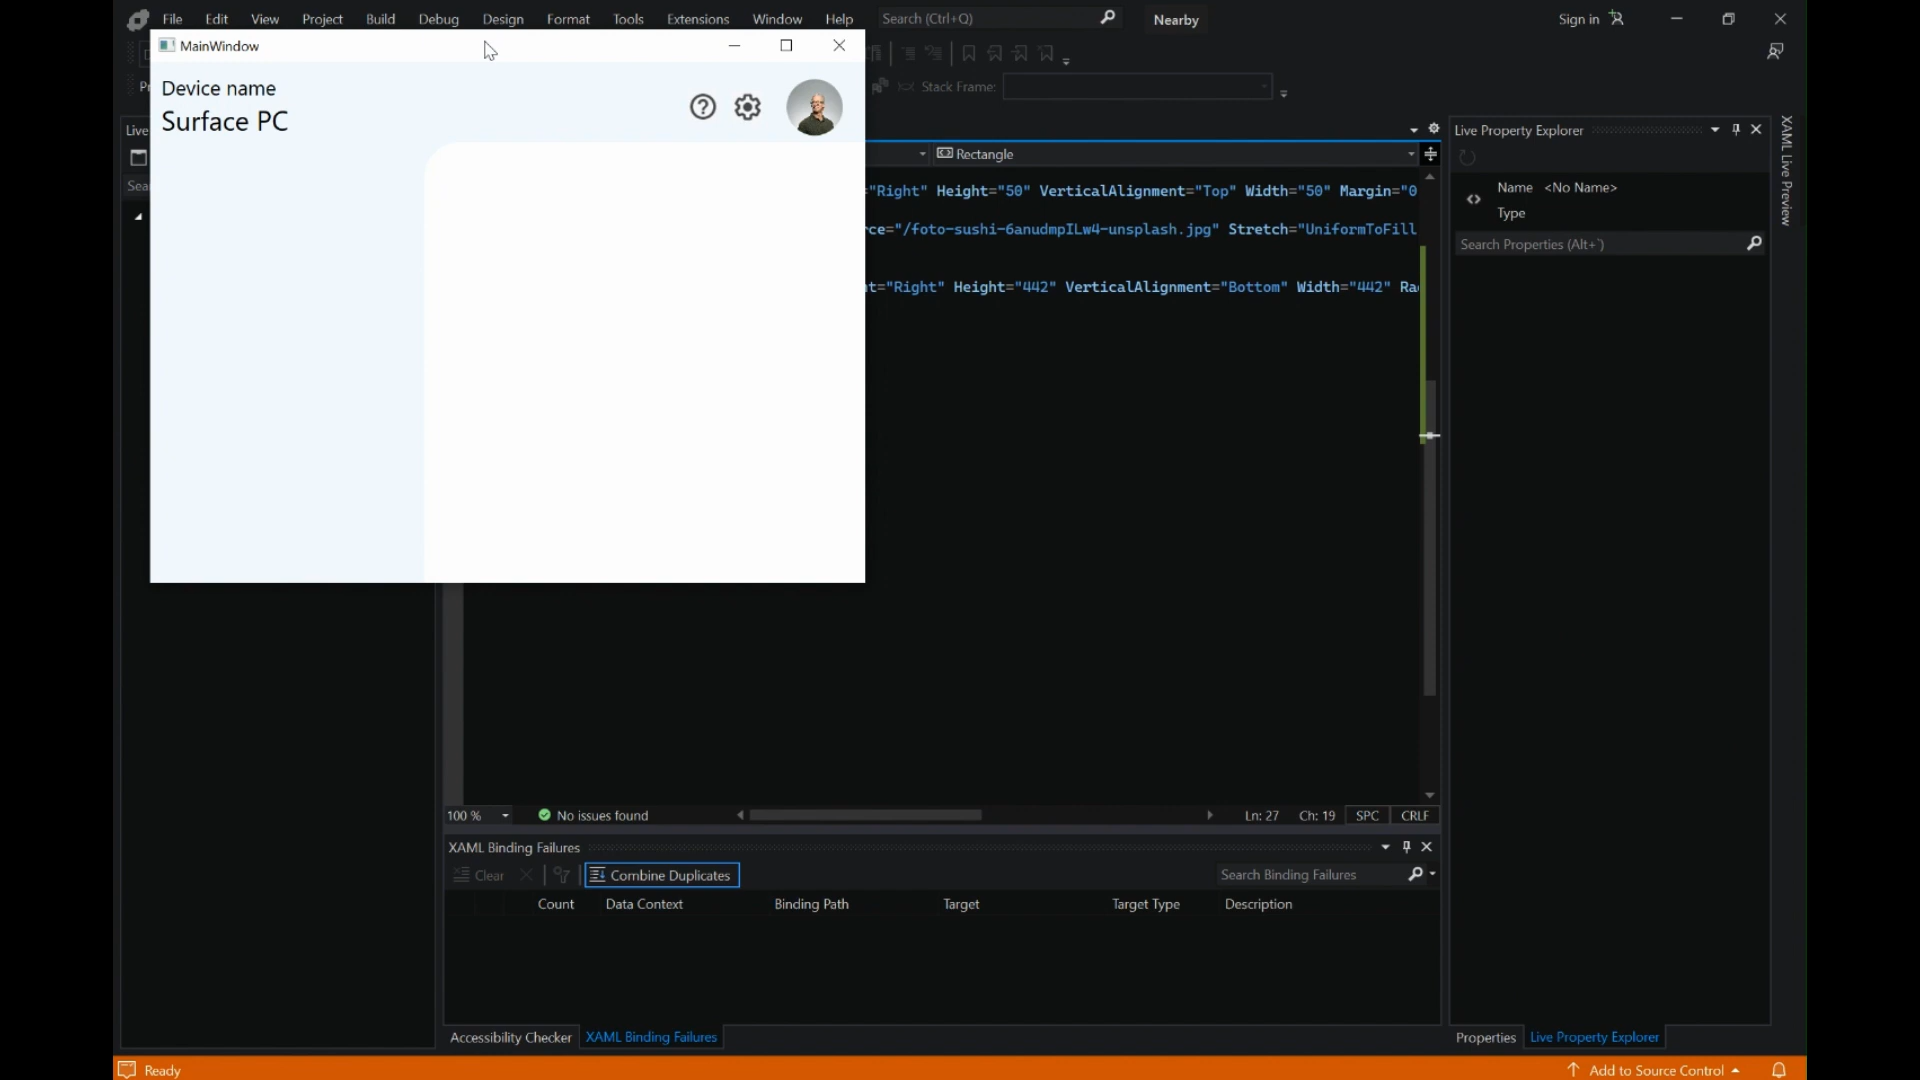 File Edit View Project Build Debug Design Format Tools Extensions Window Help Search (Ctrl+Q) Nearby Sign in
MainWindow
Device name
Surface PC
Stack Frame:
Live
Live Property Explorer
XAML Live Preview
Rectangle
Name <No Name>
Type
="Right" Height="50" VerticalAlignment="Top" Width="50" Margin="0
ce="/foto-sushi-6anudmpILw4-unsplash.jpg" Stretch="UniformToFill
Search Properties (Alt+`)
t="Right" Height="442" VerticalAlignment="Bottom" Width="442" Ra
100 % No issues found Ln: 27 Ch: 19 SPC CRLF
XAML Binding Failures
Clear Combine Duplicates Search Binding Failures
Count Data Context Binding Path Target Target Type Description
Accessibility Checker XAML Binding Failures
Properties Live Property Explorer
Ready Add to Source Control